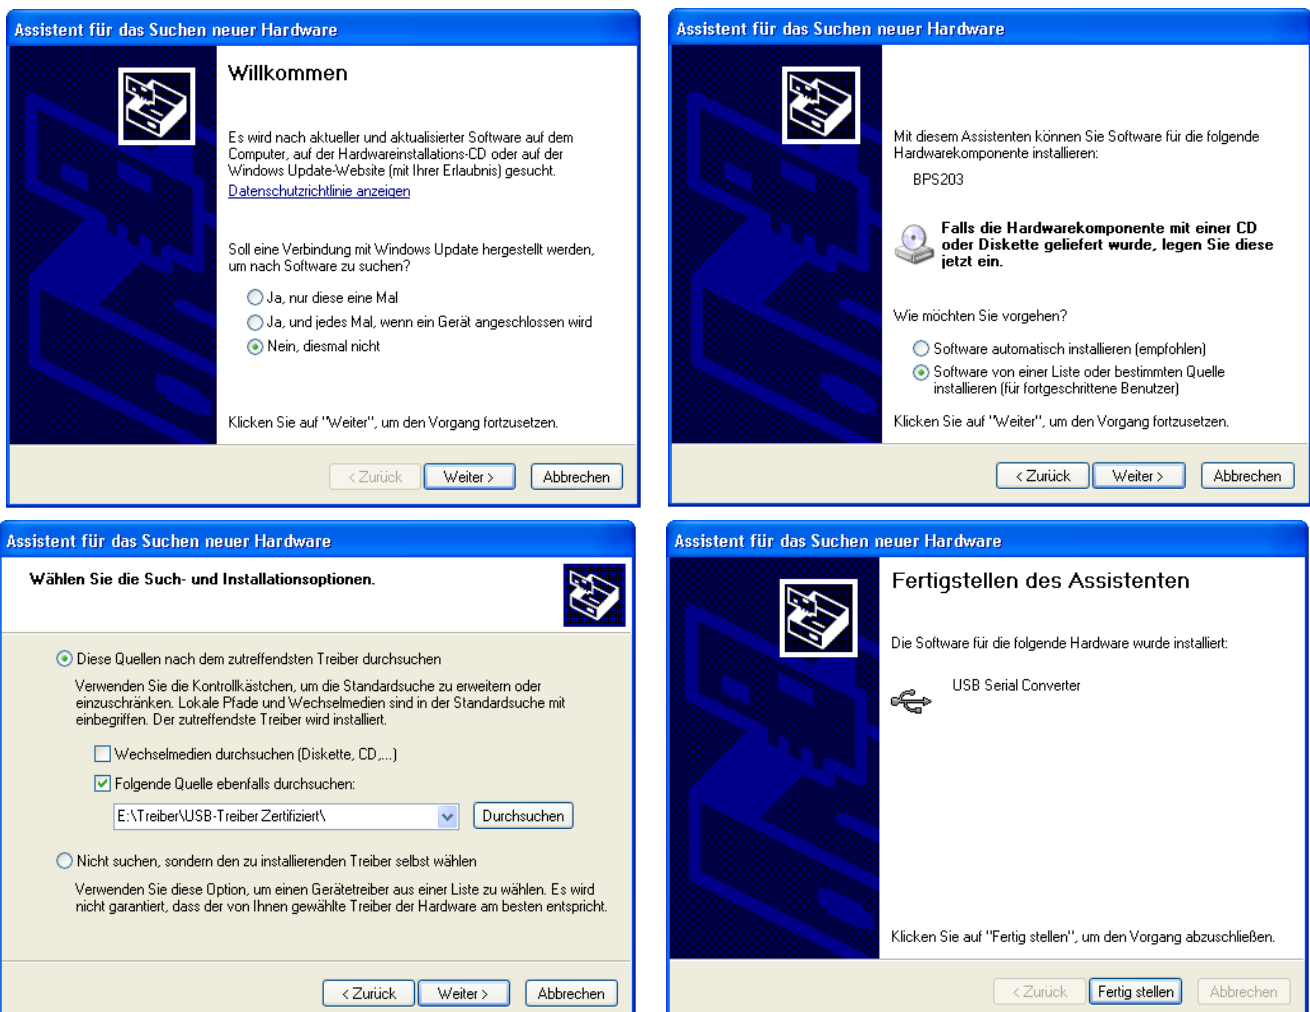 Assistent für das Suchen neuer Hardware
Willkommen
Es wird nach aktueller und aktualisierter Software auf dem
Computer, auf der Hardwareinstallations-CD oder auf der
Windows Update-Website (mit Ihrer Erlaubnis) gesucht.
Datenschutzrichtlinie anzeigen
Soll eine Verbindung mit Windows Update hergestellt werden,
um nach Software zu suchen?
Ja, nur diese eine Mal
Ja, und jedes Mal, wenn ein Gerät angeschlossen wird
Nein, diesmal nicht
Klicken Sie auf "Weiter", um den Vorgang fortzusetzen.
< Zurück
Weiter >
Abbrechen
Assistent für das Suchen neuer Hardware
Mit diesem Assistenten können Sie Software für die folgende
Hardwarekomponente installieren:
BPS203
Falls die Hardwarekomponente mit einer CD
oder Diskette geliefert wurde, legen Sie diese
jetzt ein.
Wie möchten Sie vorgehen?
Software automatisch installieren (empfohlen)
Software von einer Liste oder bestimmten Quelle
installieren (für fortgeschrittene Benutzer)
Klicken Sie auf "Weiter", um den Vorgang fortzusetzen.
< Zurück
Weiter >
Abbrechen
Assistent für das Suchen neuer Hardware
Wählen Sie die Such- und Installationsoptionen.
Diese Quellen nach dem zutreffendsten Treiber durchsuchen
Verwenden Sie die Kontrollkästchen, um die Standardsuche zu erweitern oder
einzuschränken. Lokale Pfade und Wechselmedien sind in der Standardsuche mit
einbegriffen. Der zutreffendste Treiber wird installiert.
Wechselmedien durchsuchen (Diskette, CD,...)
Folgende Quelle ebenfalls durchsuchen:
E:\Treiber\USB-Treiber Zertifiziert\
Durchsuchen
Nicht suchen, sondern den zu installierenden Treiber selbst wählen
Verwenden Sie diese Option, um einen Gerätetreiber aus einer Liste zu wählen. Es wird
nicht garantiert, dass der von Ihnen gewählte Treiber der Hardware am besten entspricht.
< Zurück
Weiter >
Abbrechen
Assistent für das Suchen neuer Hardware
Fertigstellen des Assistenten
Die Software für die folgende Hardware wurde installiert:
USB Serial Converter
Klicken Sie auf "Fertig stellen", um den Vorgang abzuschließen.
< Zurück
Fertig stellen
Abbrechen